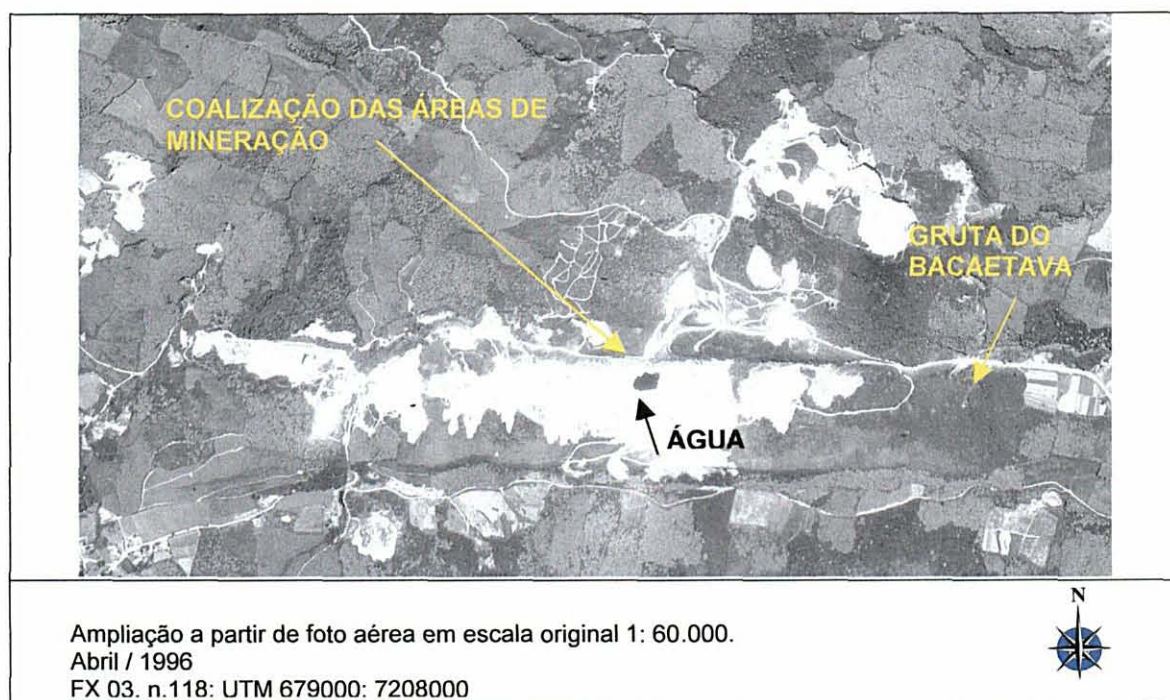 COALIZAÇÃO DAS ÁREAS DE
MINERAÇÃO
GRUTA DO
BACAETAVA
ÁGUA
N
Ampliação a partir de foto aérea em escala original 1: 60.000.
Abril / 1996
FX 03. n.118: UTM 679000: 7208000